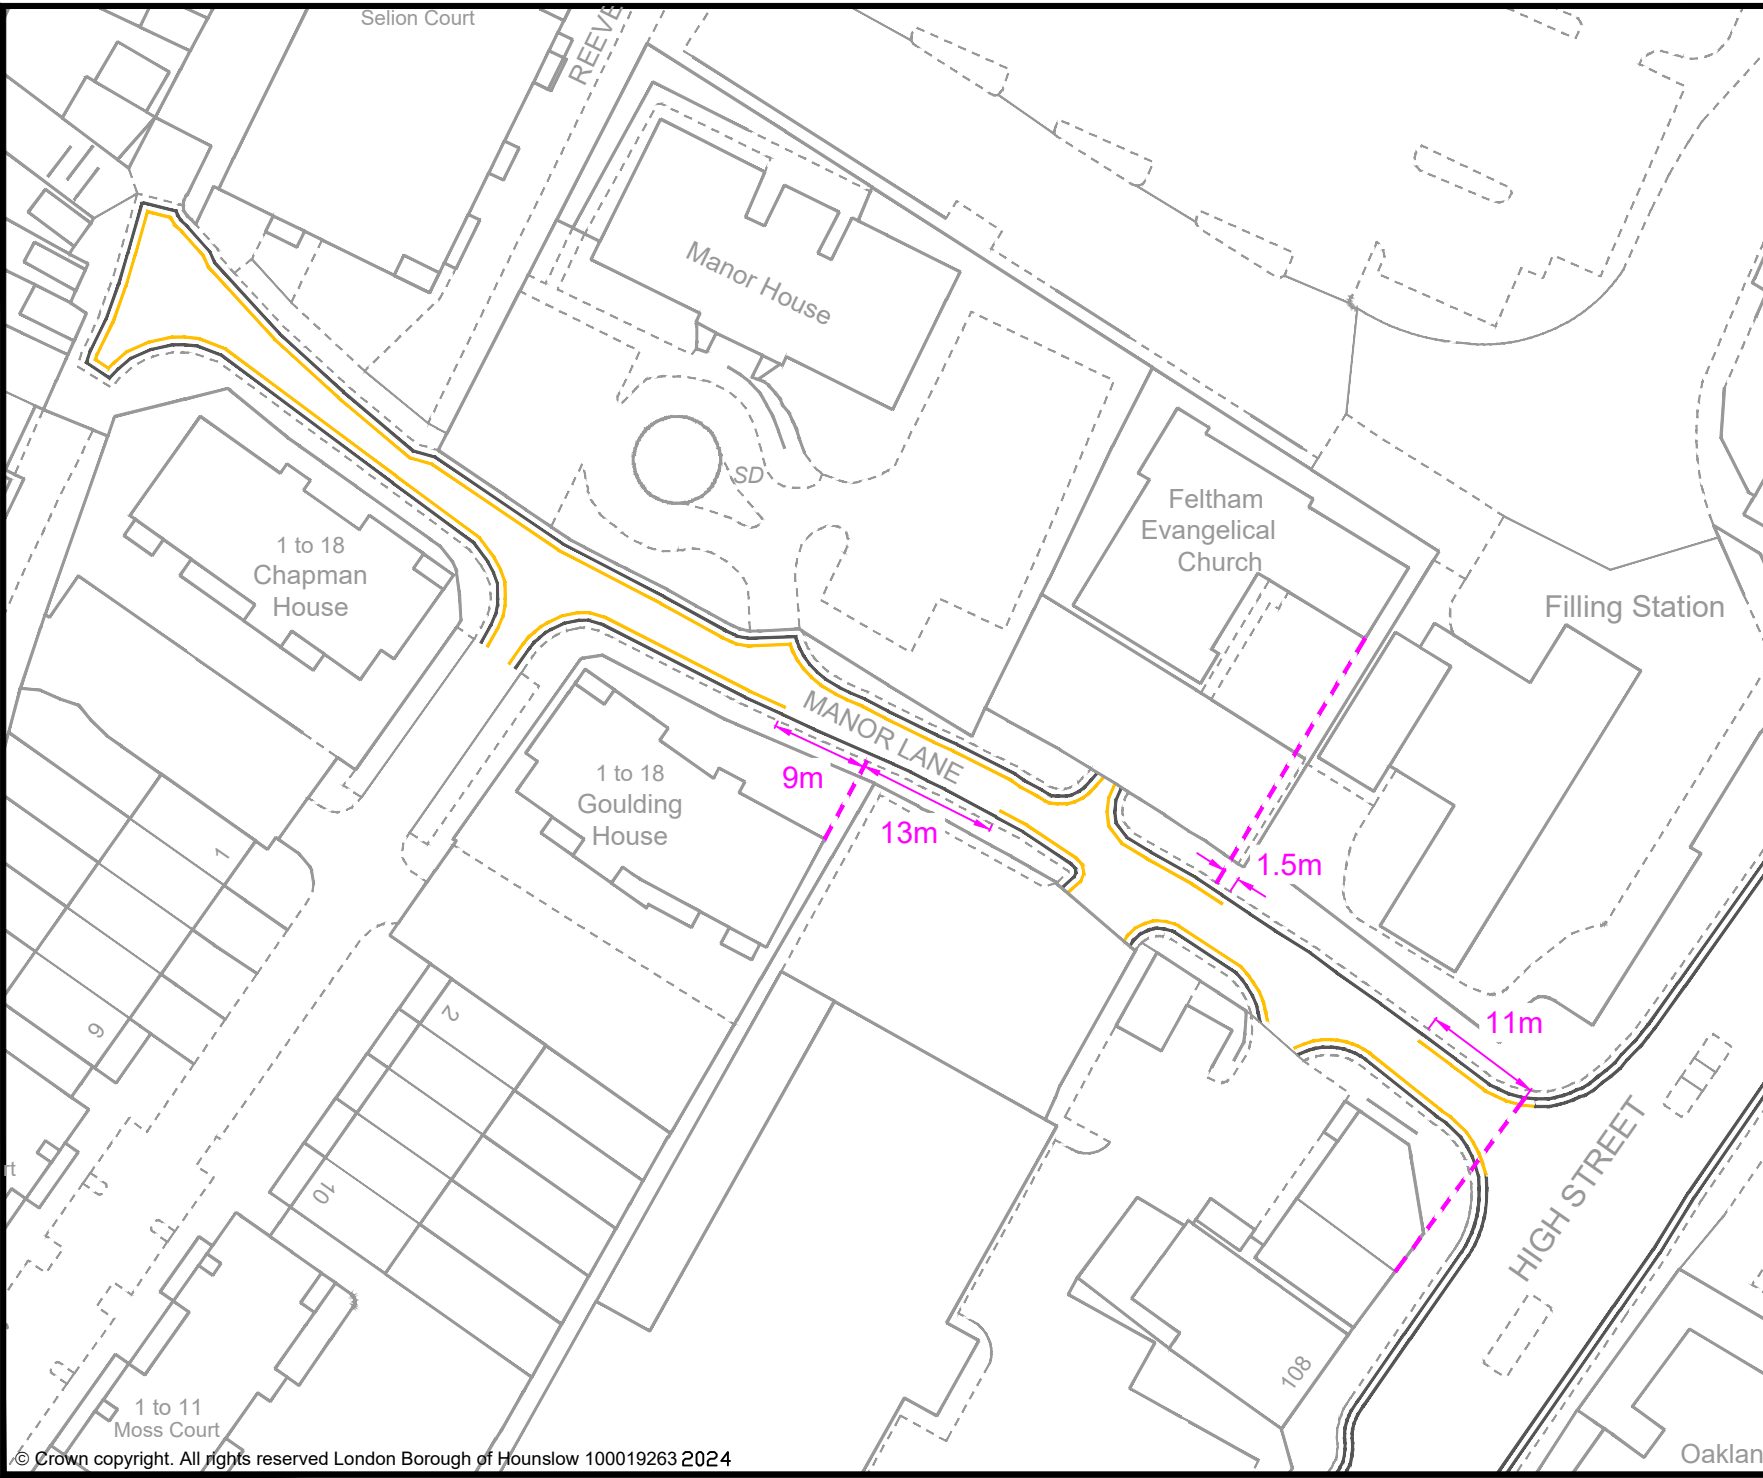 Selion Court
REEVE
Manor House
SD
Feltham
Evangelical
Church
Filling Station
1 to 18
Chapman
House
MANOR LANE
9m
13m
1.5m
11m
1 to 18
Goulding
House
1
9
2
10
HIGH STREET
108
1 to 11
Moss Court
Oaklan
© Crown copyright. All rights reserved London Borough of Hounslow 100019263 2024